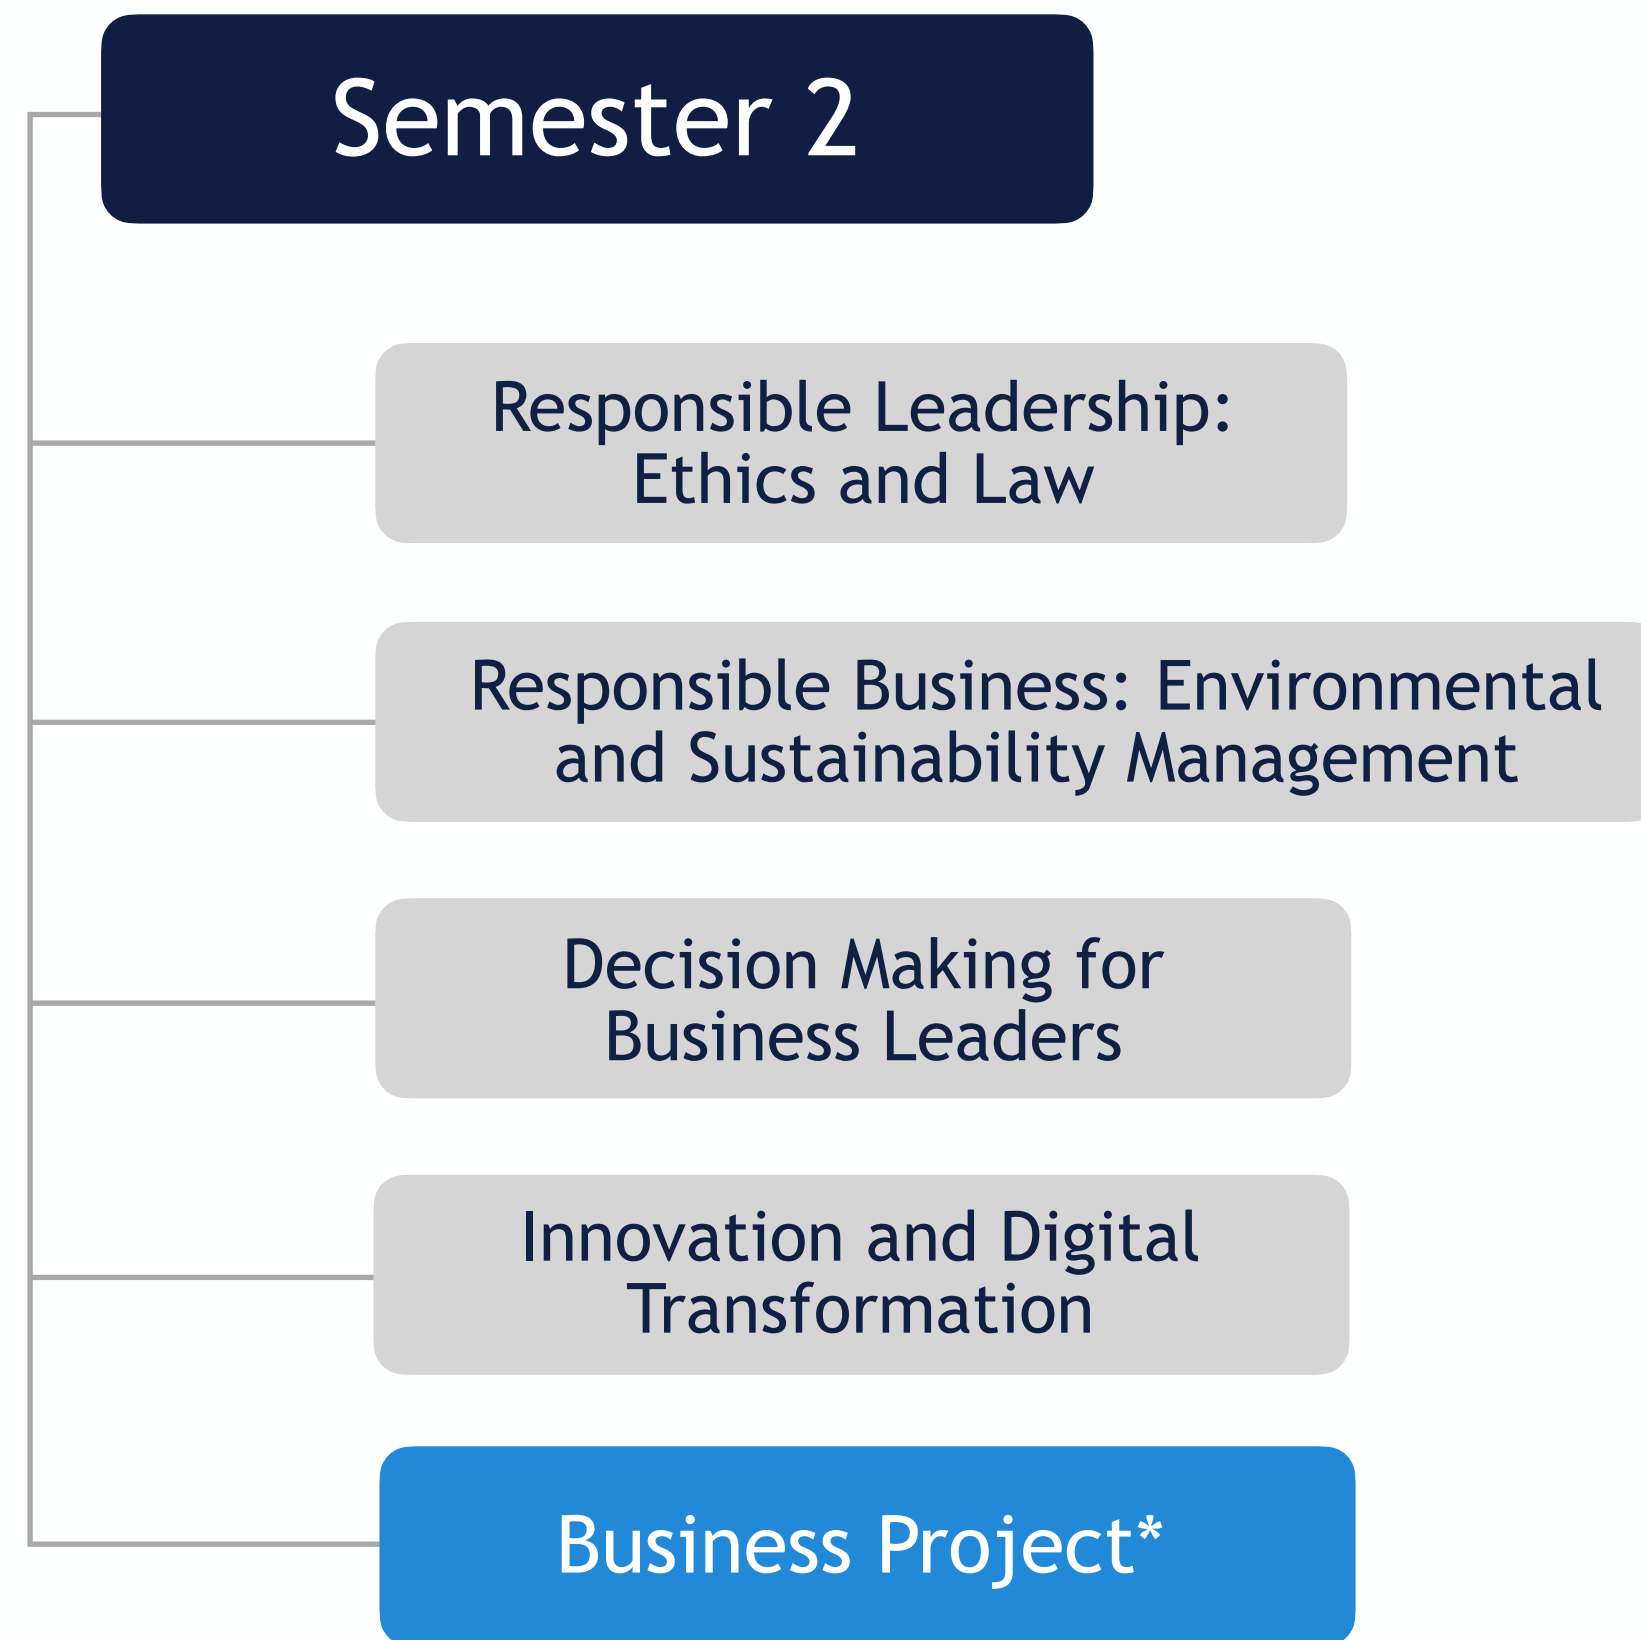 Semester 2
Responsible Leadership:
Ethics and Law
Responsible Business: Environmental
and Sustainability Management
Decision Making for
Business Leaders
Innovation and Digital
Transformation
Business Project*